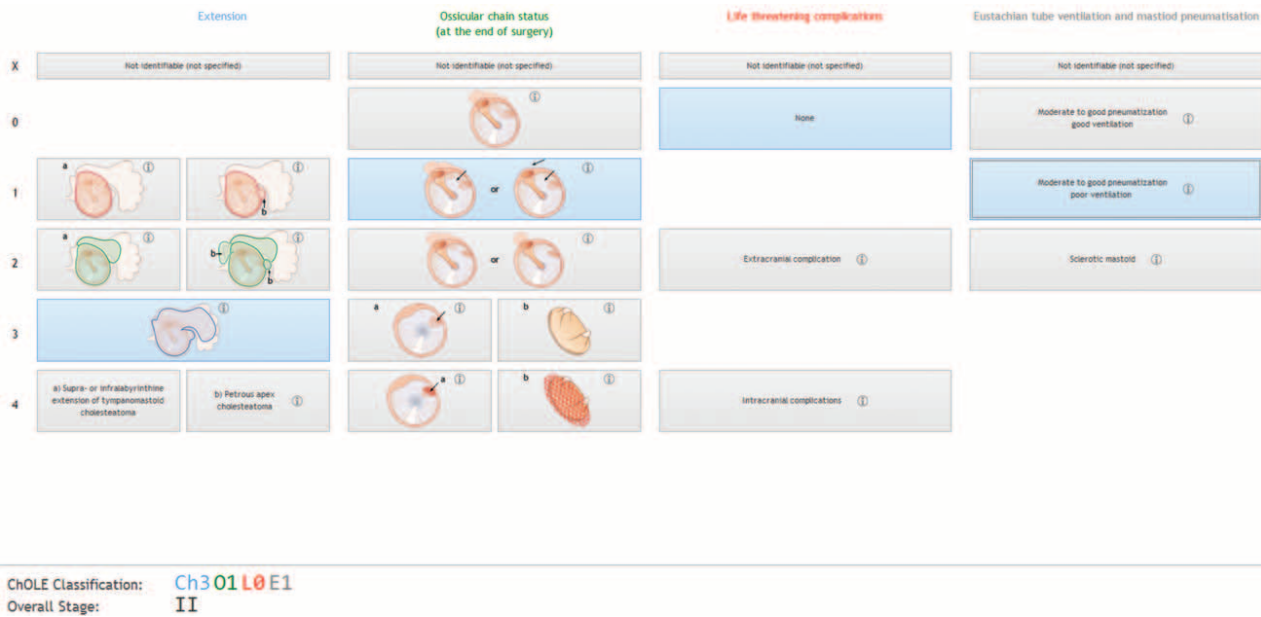 Extension
Ossicular chain status
(at the end of surgery)
Life threatening complications
Eustachian tube ventilation and mastiod pneumatisation
X
Not identifiable (not specified)
Not identifiable (not specified)
Not identifiable (not specified)
Not identifiable (not specified)
0
None
Moderate to good pneumatization
good ventilation
1
a
b
or
Moderate to good pneumatization
poor ventilation
2
a
b
b
or
Extracranial complication
Sclerotic mastoid
3
a
b
4
a) Supra- or infralabyrinthine
extension of tympanomastoid
cholesteatoma
b) Petrous apex
cholesteatoma
a
b
Intracranial complications
ChOLE Classification: Ch3 O1 L0 E1
Overall Stage: II